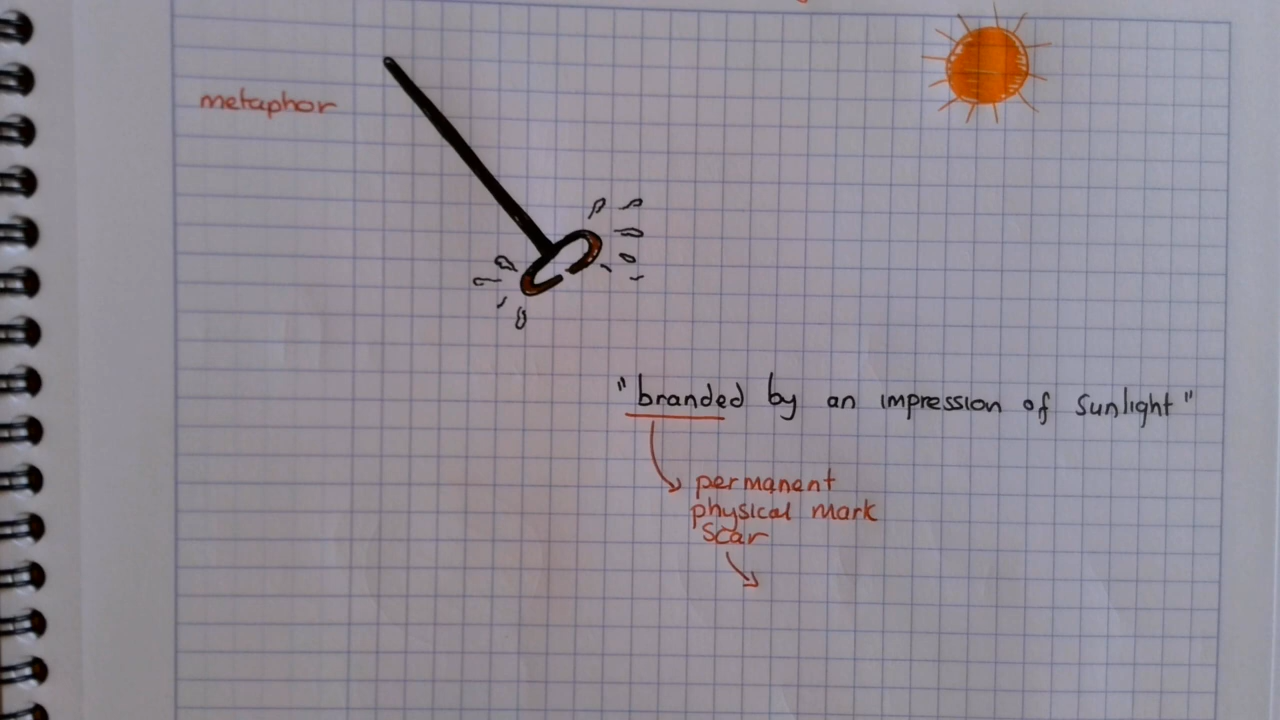 metaphor
"branded by an impression of sunlight"
permanent
physical mark
scar